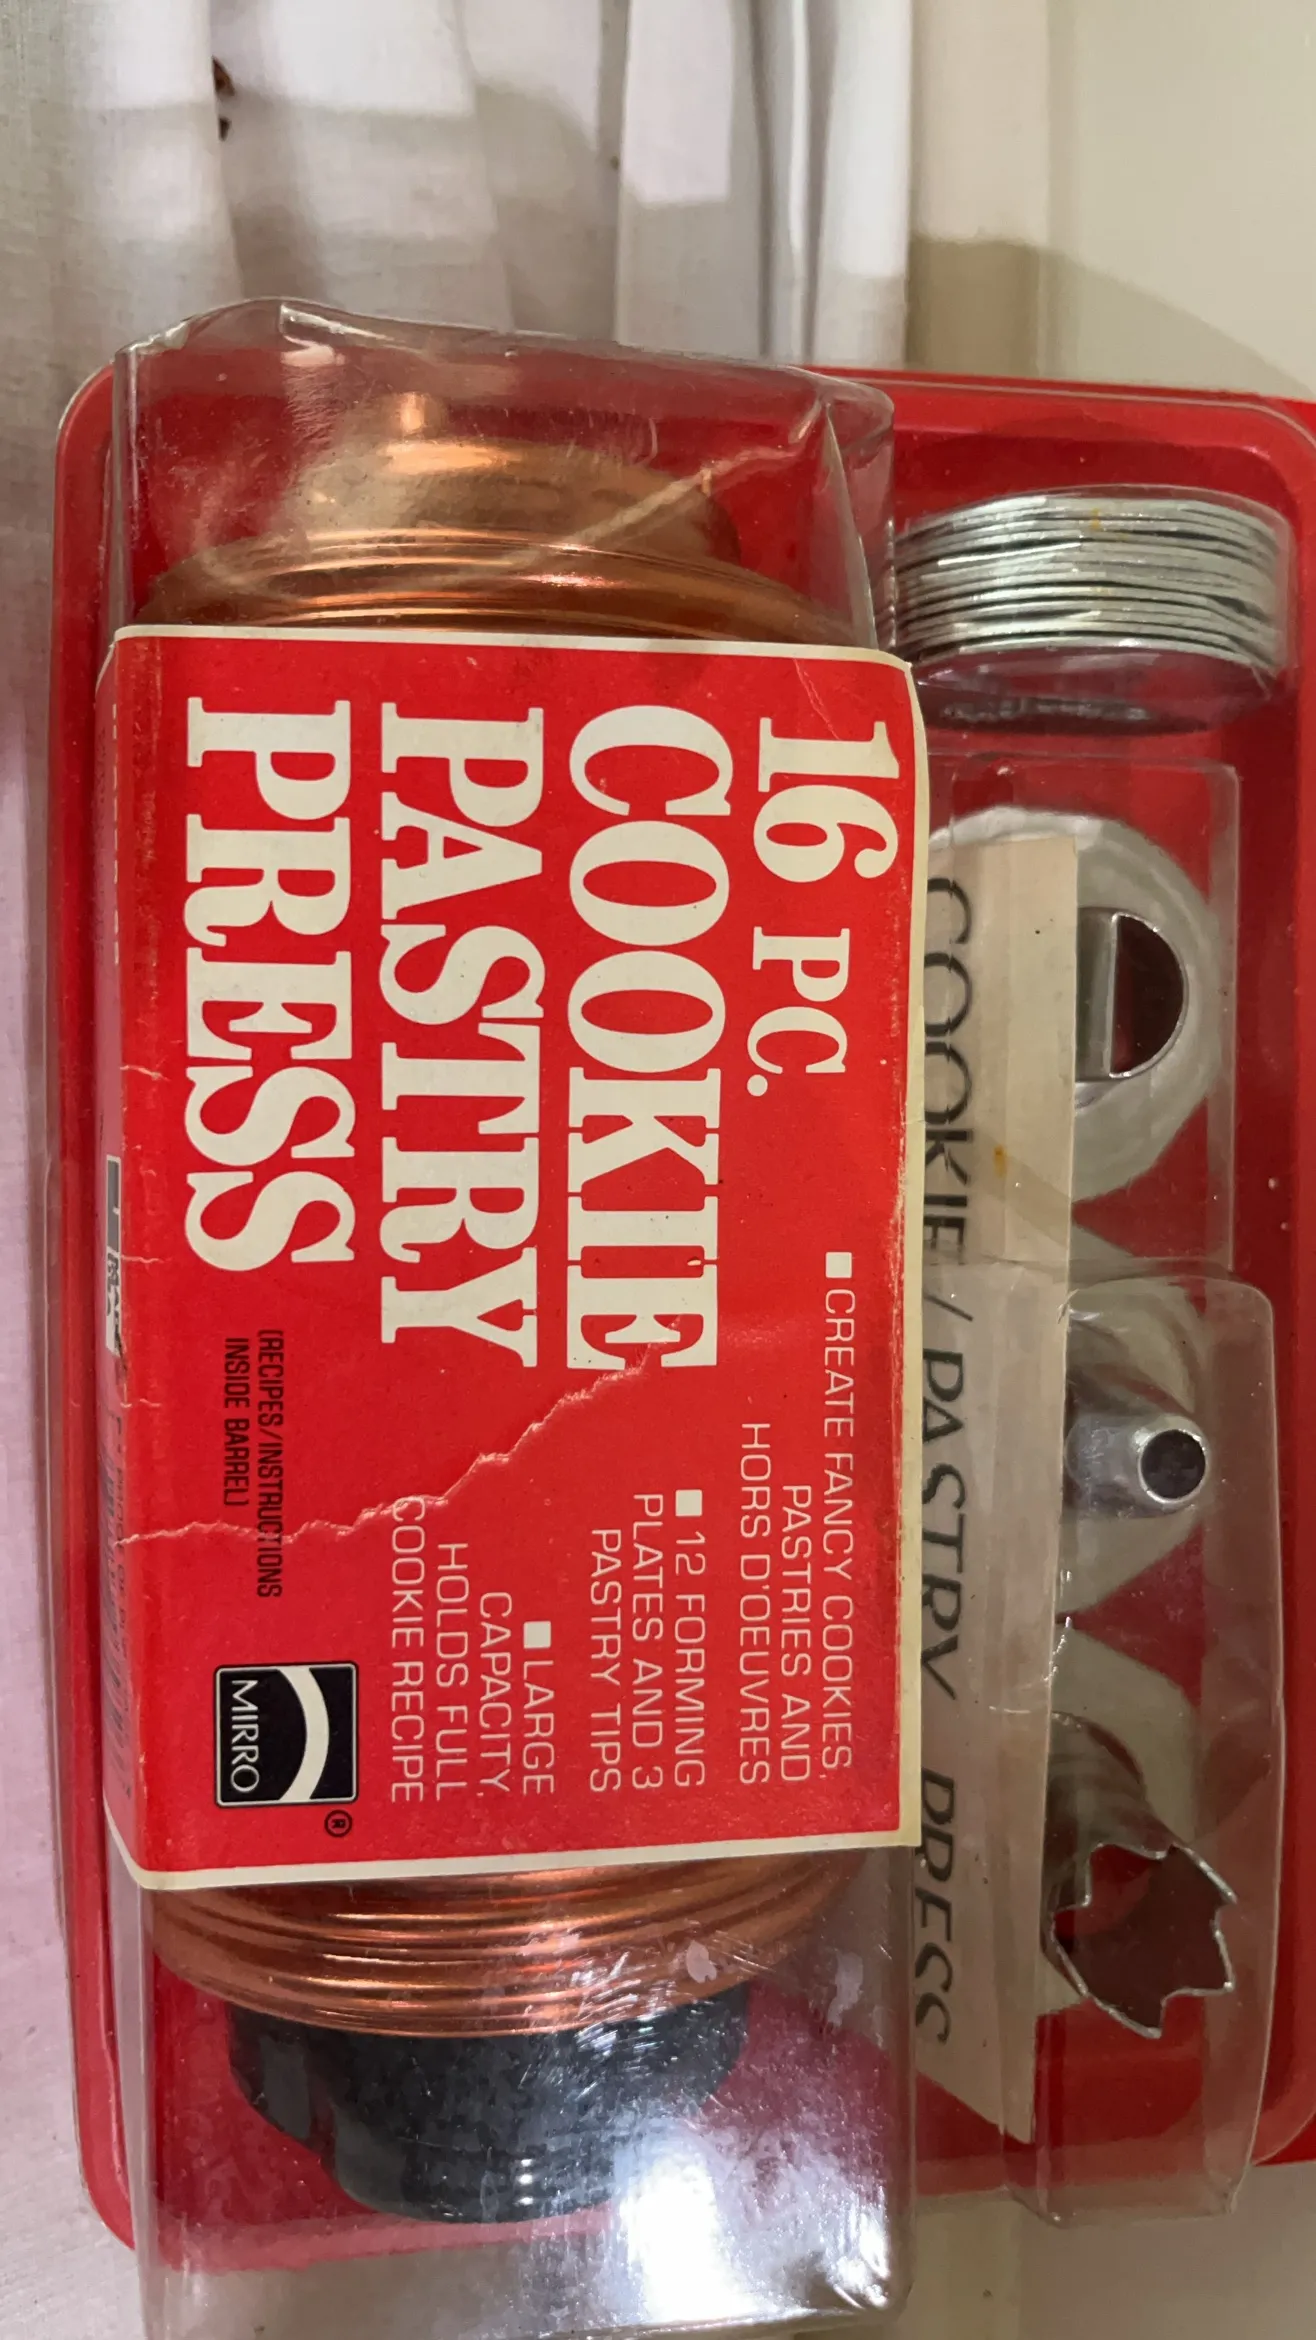 COOKIE / PASTRY PRESS
16 PC.
COOKIE
PASTRY
PRESS
■ CREATE FANCY COOKIES,
PASTRIES AND
HORS D'OEUVRES
■ 12 FORMING
PLATES AND 3
PASTRY TIPS
■ LARGE
CAPACITY,
HOLDS FULL
COOKIE RECIPE
(RECIPES/INSTRUCTIONS
INSIDE BARREL)
MIRRO
®